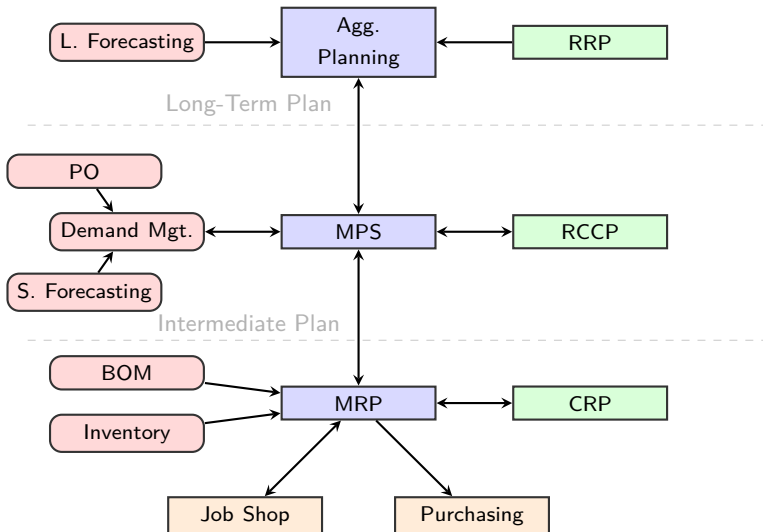 L. Forecasting
Agg.
Planning
RRP
Long-Term Plan
PO
Demand Mgt.
MPS
RCCP
S. Forecasting
Intermediate Plan
BOM
MRP
CRP
Inventory
Job Shop
Purchasing